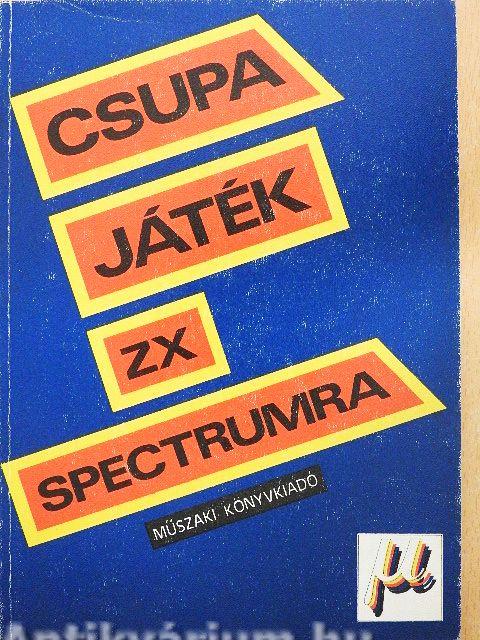 CSUPA
JÁTÉK
ZX
SPECTRUMRA
MŰSZAKI KÖNYVKIADÓ
μ
Antikvárium.hu